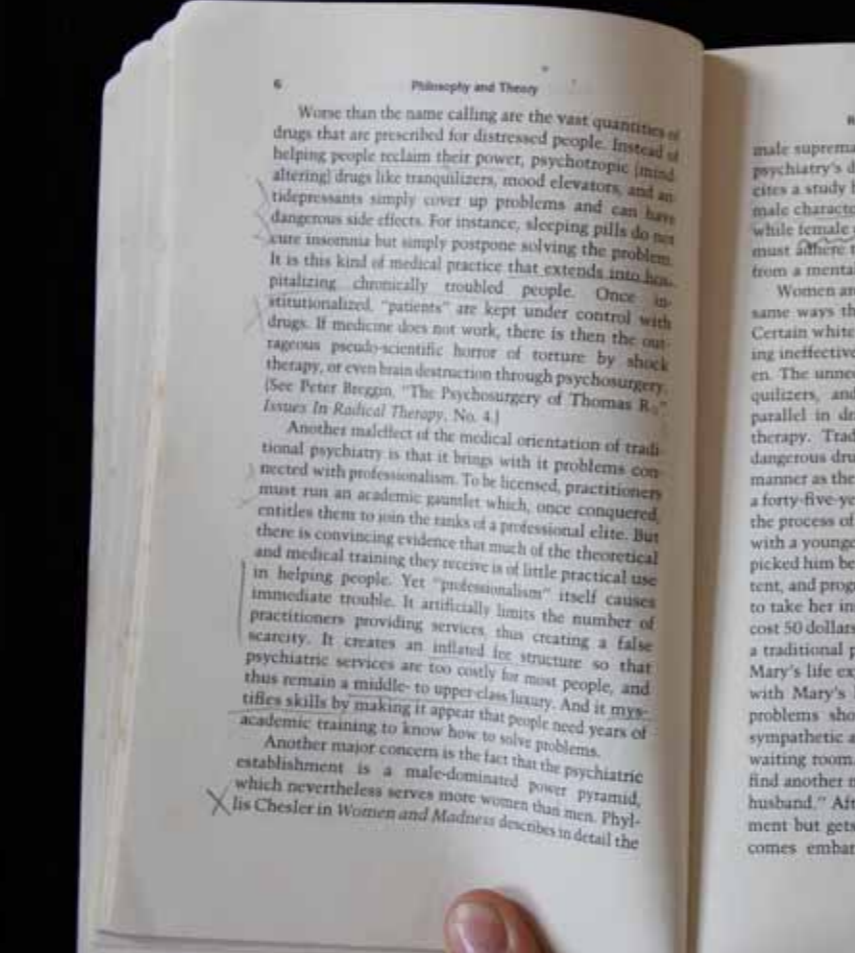 6 Philosophy and Theory
Worse than the name calling are the vast quantities of
drugs that are prescribed for distressed people. Instead of
helping people reclaim their power, psychotropic (mind
altering) drugs like tranquilizers, mood elevators, and an-
tidepressants simply cover up problems and can have
dangerous side effects. For instance, sleeping pills do not
cure insomnia but simply postpone solving the problem.
It is this kind of medical practice that extends into hos-
pitalizing chronically troubled people. Once in-
stitutionalized, "patients" are kept under control with
drugs. If medicine does not work, there is then the out-
rageous pseudo-scientific horror of torture by shock
therapy, or even brain destruction through psychosurgery.
(See Peter Breggin, "The Psychosurgery of Thomas R.,"
Issues In Radical Therapy, No. 4.)
Another maleffect of the medical orientation of tradi-
tional psychiatry is that it brings with it problems con-
nected with professionalism. To be licensed, practitioners
must run an academic gauntlet which, once conquered,
entitles them to join the ranks of a professional elite. But
there is convincing evidence that much of the theoretical
and medical training they receive is of little practical use
in helping people. Yet "professionalism" itself causes
immediate trouble. It artificially limits the number of
practitioners providing services, thus creating a false
scarcity. It creates an inflated fee structure so that
psychiatric services are too costly for most people, and
thus remain a middle- to upper-class luxury. And it mys-
tifies skills by making it appear that people need years of
academic training to know how to solve problems.
Another major concern is the fact that the psychiatric
establishment is a male-dominated power pyramid,
which nevertheless serves more women than men. Phyl-
lis Chesler in Women and Madness describes in detail the
male suprema
psychiatry's d
cites a study
male characte
while female
must adhere
from a menta
Women are
same ways th
Certain white
ing ineffective
en. The unnec
quilizers, and
parallel in dr
therapy. Trad
dangerous dru
manner as the
a forty-five-ye
the process of
with a younge
picked him be
tent, and prog
to take her in
cost 50 dollars
a traditional p
Mary's life ex
with Mary's
problems sho
sympathetic a
waiting room.
find another m
husband." Aft
ment but gets
comes embar